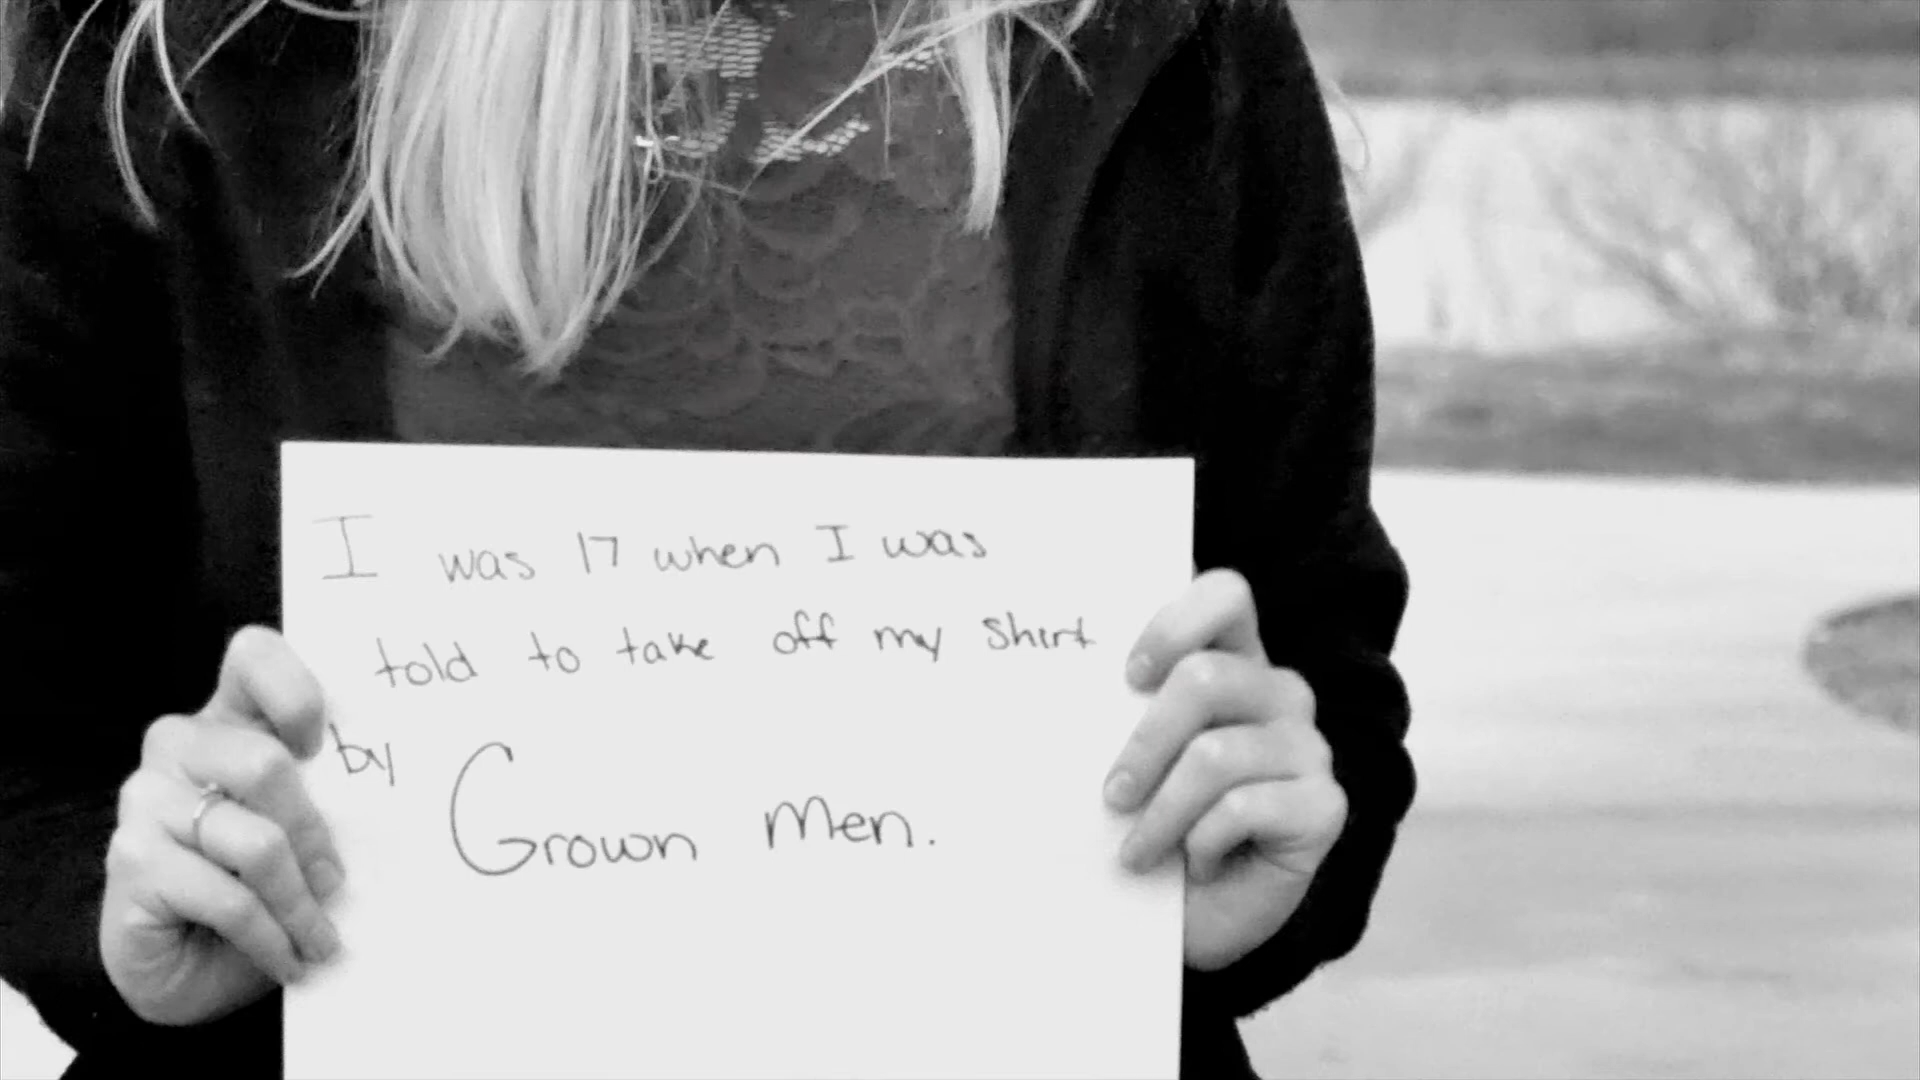 I was 17 when I was
told to take off my shirt
by Grown men.